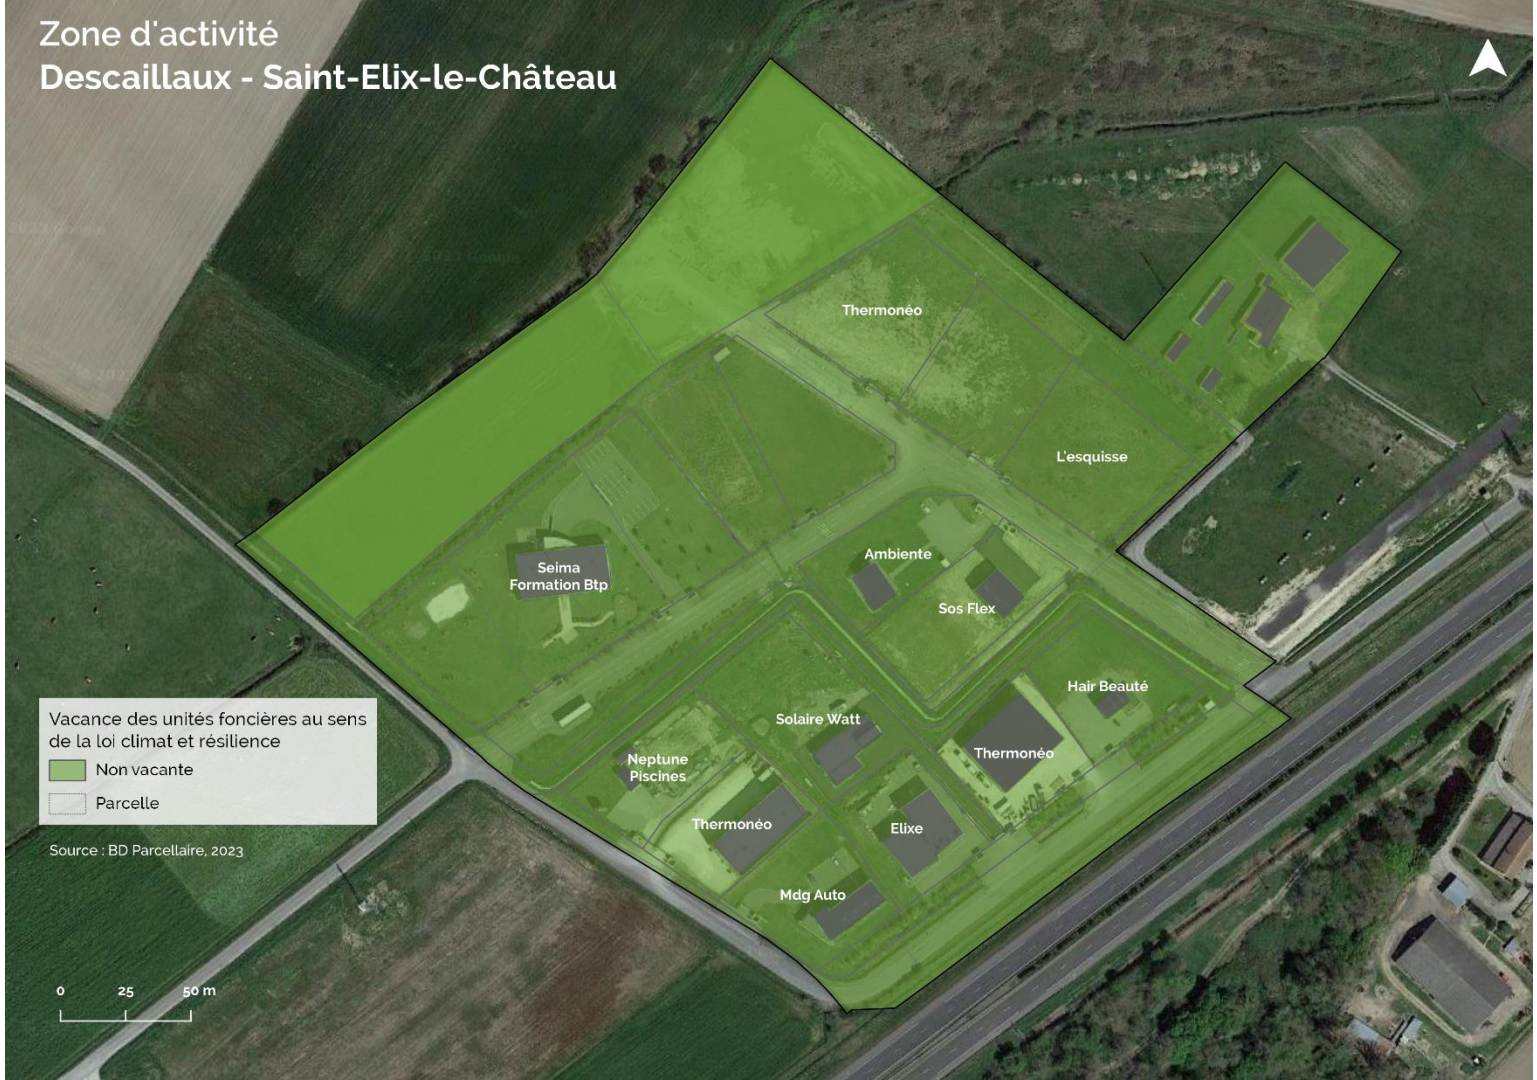 Zone d'activité
Descaillaux - Saint-Elix-le-Château
Thermonéo
L'esquisse
Ambiente
Seima
Formation Btp
Sos Flex
Hair Beauté
Solaire Watt
Thermonéo
Neptune
Piscines
Thermonéo
Elixe
Mdg Auto
Vacance des unités foncières au sens
de la loi climat et résilience
Non vacante
Parcelle
Source : BD Parcellaire, 2023
0 25 50 m